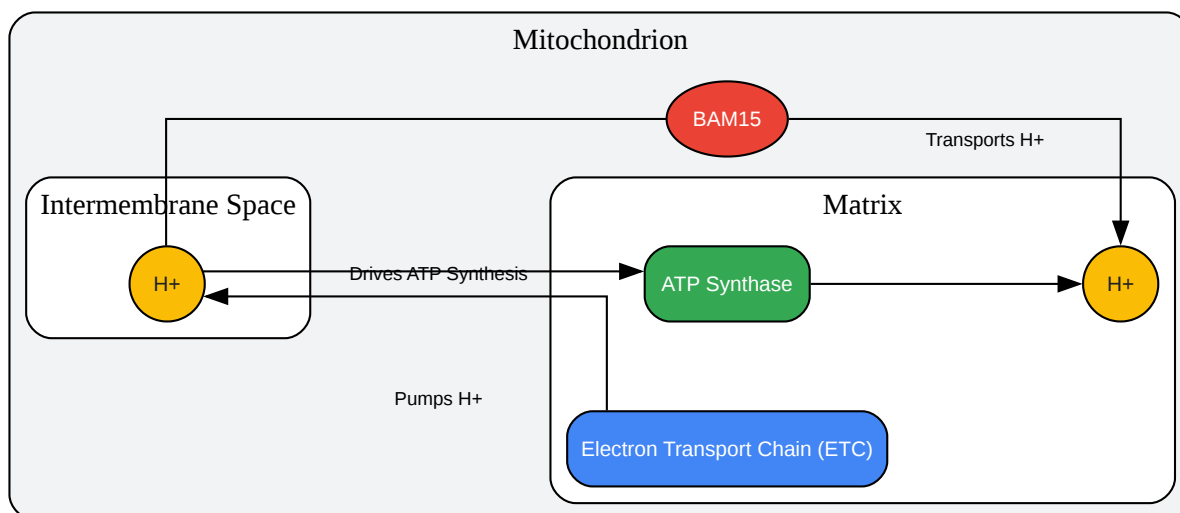 Mitochondrion
BAM15
Transports H+
Intermembrane Space
Matrix
H+
Drives ATP Synthesis
ATP Synthase
H+
Pumps H+
Electron Transport Chain (ETC)